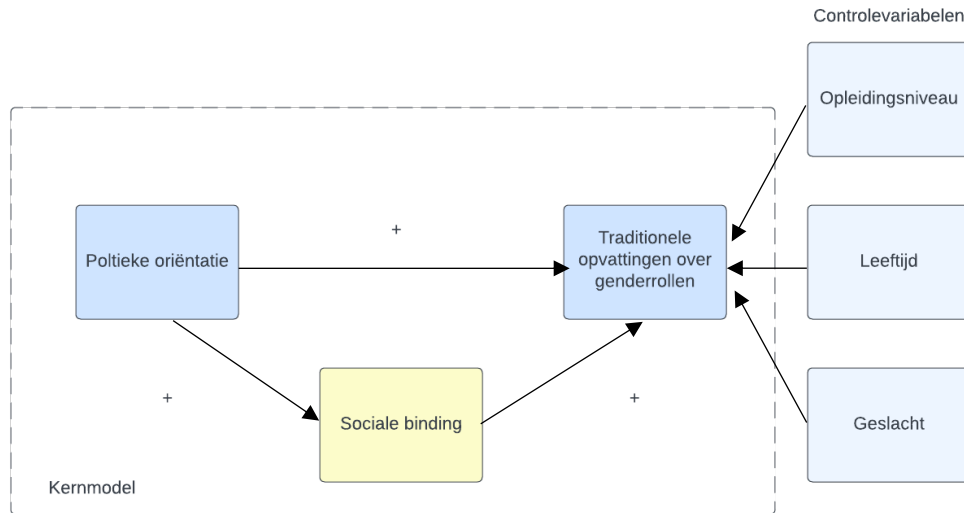 Controlevariabelen
Opleidingsniveau
+
Poltieke oriëntatie
Traditionele
opvattingen over
genderrollen
Leeftijd
+
Sociale binding
+
Geslacht
Kernmodel